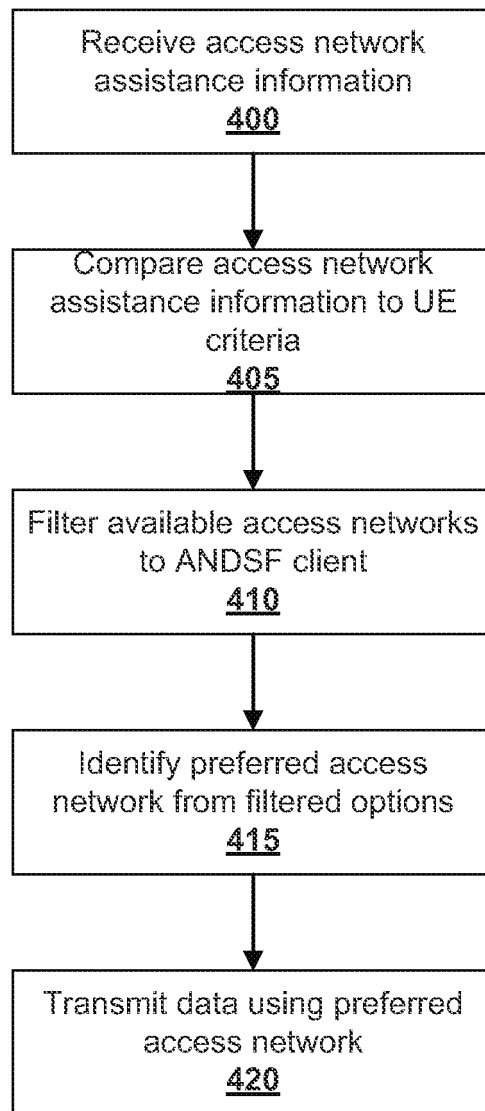 Receive access network
assistance information
400
Compare access network
assistance information to UE
criteria
405
Filter available access networks
to ANDSF client
410
Identify preferred access
network from filtered options
415
Transmit data using preferred
access network
420